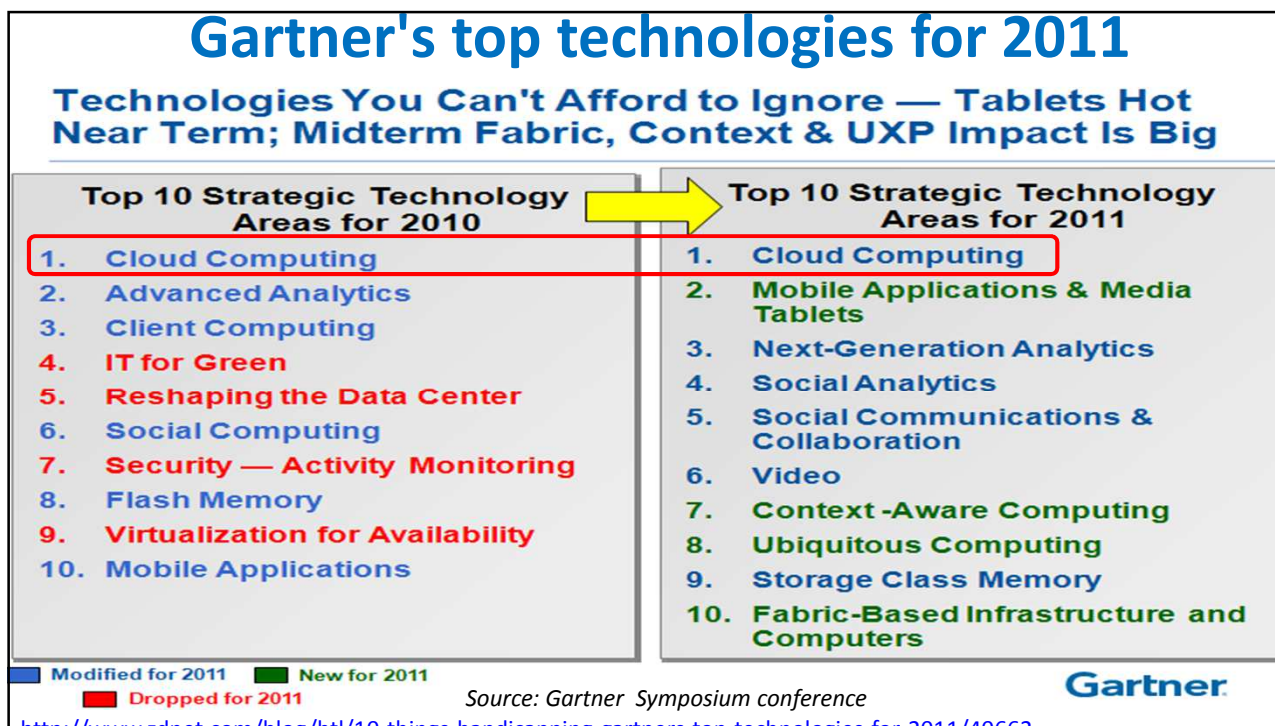 Gartner's top technologies for 2011
Technologies You Can't Afford to Ignore — Tablets Hot
Near Term; Midterm Fabric, Context & UXP Impact Is Big
Top 10 Strategic Technology
Areas for 2010
1. Cloud Computing
2. Advanced Analytics
3. Client Computing
4. IT for Green
5. Reshaping the Data Center
6. Social Computing
7. Security — Activity Monitoring
8. Flash Memory
9. Virtualization for Availability
10. Mobile Applications
Top 10 Strategic Technology
Areas for 2011
1. Cloud Computing
2. Mobile Applications & Media
Tablets
3. Next-Generation Analytics
4. Social Analytics
5. Social Communications &
Collaboration
6. Video
7. Context -Aware Computing
8. Ubiquitous Computing
9. Storage Class Memory
10. Fabric-Based Infrastructure and
Computers
Modified for 2011 New for 2011
Dropped for 2011
Source: Gartner Symposium conference
Gartner